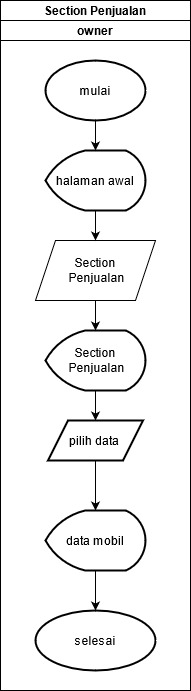 Section Penjualan
owner
mulai
halaman awal
Section
Penjualan
Section
Penjualan
pilih data
data mobil
selesai